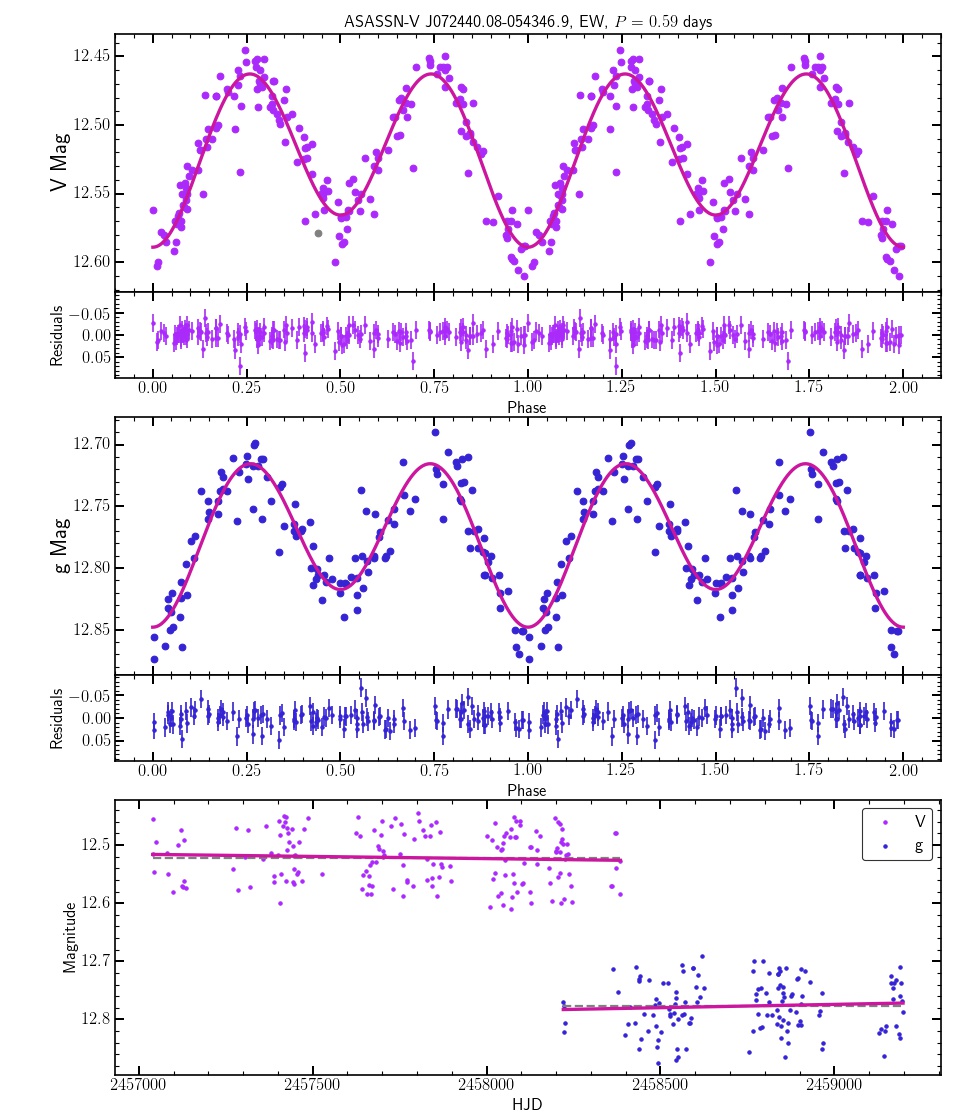 ASASSN-V J072440.08-054346.9, EW, P = 0.59 days
V Mag
12.45
12.50
12.55
12.60
Residuals
−0.05
0.00
0.05
0.00 0.25 0.50 0.75 1.00 1.25 1.50 1.75 2.00
Phase
g Mag
12.70
12.75
12.80
12.85
Residuals
−0.05
0.00
0.05
0.00 0.25 0.50 0.75 1.00 1.25 1.50 1.75 2.00
Phase
Magnitude
12.5
12.6
12.7
12.8
V
g
2457000 2457500 2458000 2458500 2459000
HJD